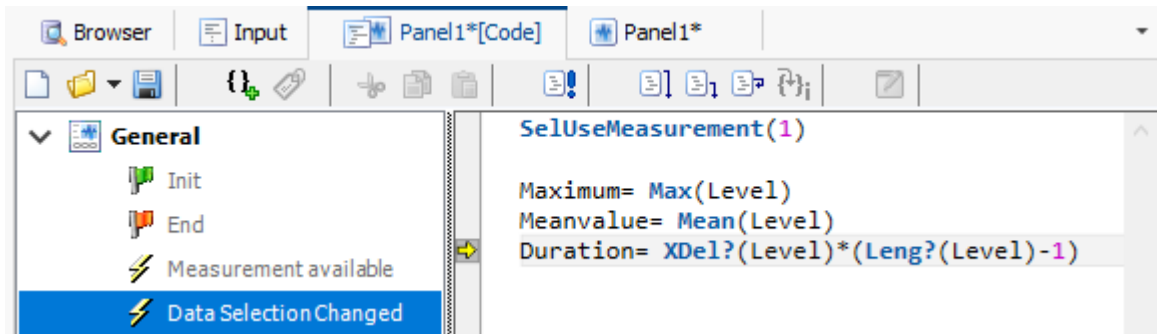 Browser Input Panel1*[Code] Panel1*
General
Init
End
Measurement available
Data Selection Changed
SelUseMeasurement(1)
Maximum= Max(Level)
Meanvalue= Mean(Level)
Duration= XDel?(Level)*(Leng?(Level)-1)